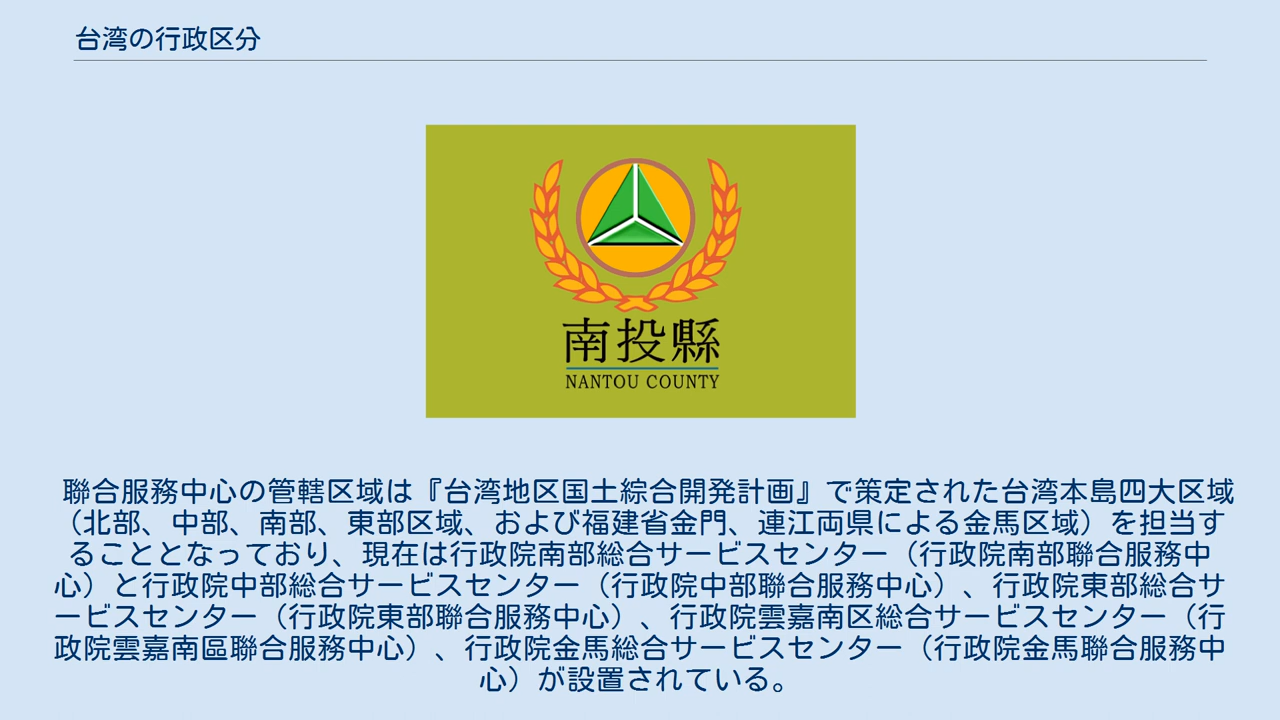 台湾の行政区分
南投縣
NANTOU COUNTY
聯合服務中心の管轄区域は『台湾地区国土綜合開発計画』で策定された台湾本島四大区域
（北部、中部、南部、東部区域、および福建省金門、連江両県による金馬区域）を担当す
ることとなっており、現在は行政院南部総合サービスセンター（行政院南部聯合服務中
心）と行政院中部総合サービスセンター（行政院中部聯合服務中心）、行政院東部総合サ
ービスセンター（行政院東部聯合服務中心）、行政院雲嘉南区総合サービスセンター（行
政院雲嘉南區聯合服務中心）、行政院金馬総合サービスセンター（行政院金馬聯合服務中
心）が設置されている。